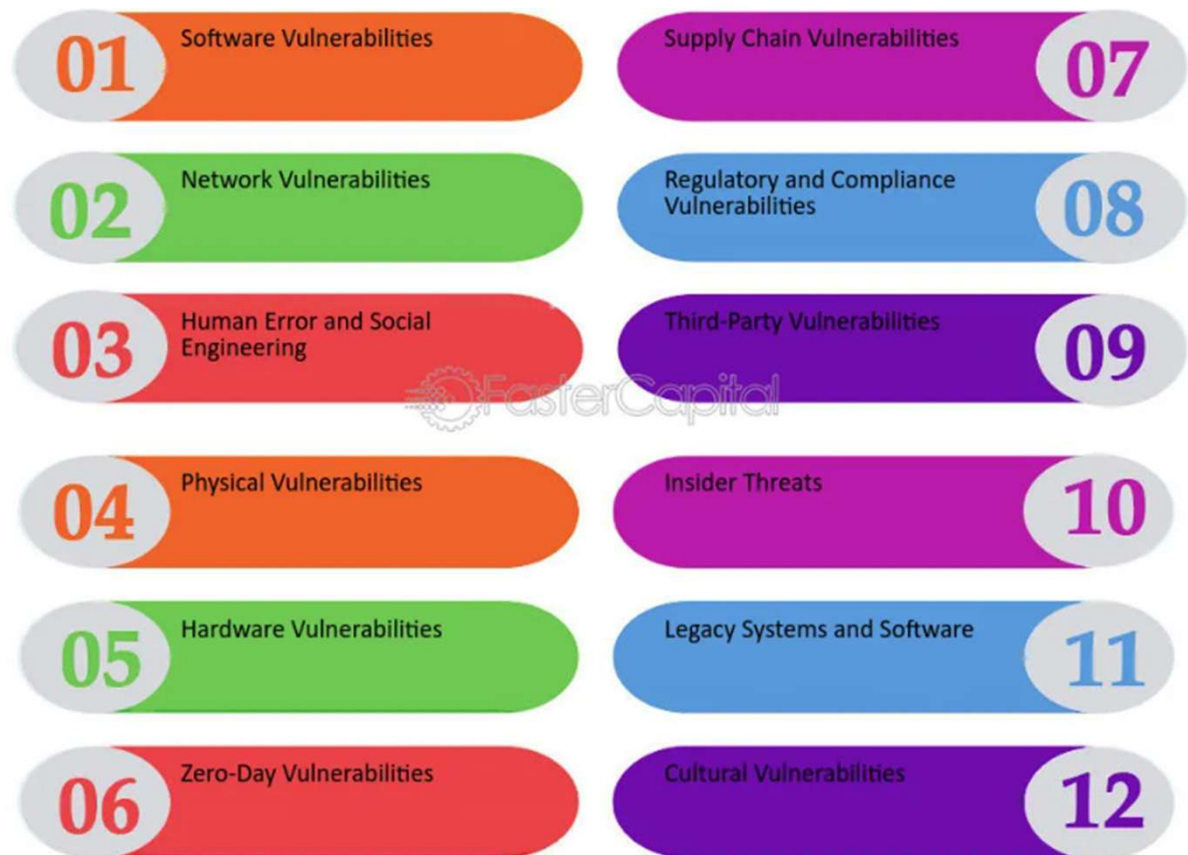 01
Software Vulnerabilities
02
Network Vulnerabilities
03
Human Error and Social
Engineering
04
Physical Vulnerabilities
05
Hardware Vulnerabilities
06
Zero-Day Vulnerabilities
Supply Chain Vulnerabilities
07
Regulatory and Compliance
Vulnerabilities
08
Third-Party Vulnerabilities
09
Insider Threats
10
Legacy Systems and Software
11
Cultural Vulnerabilities
12
FasterCapital